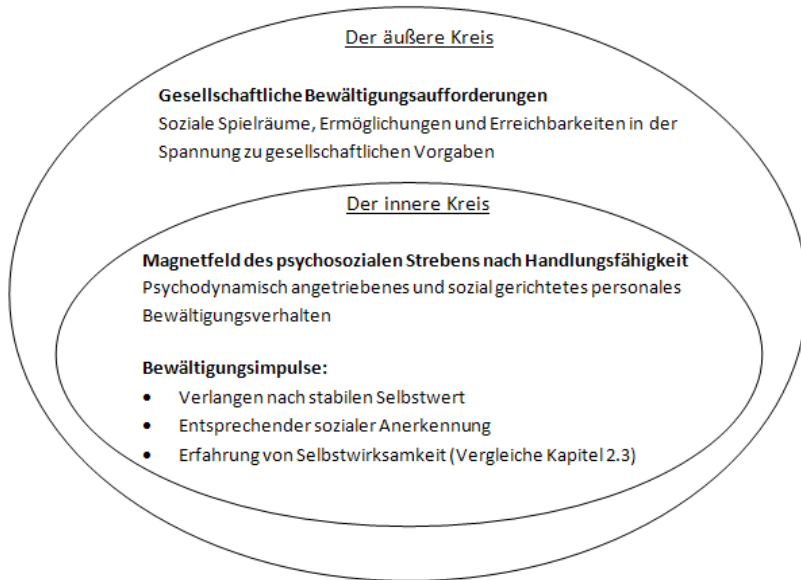 Der äußere Kreis
Gesellschaftliche Bewältigungsaufforderungen
Soziale Spielräume, Ermöglichungen und Erreichbarkeiten in der
Spannung zu gesellschaftlichen Vorgaben
Der innere Kreis
Magnetfeld des psychosozialen Strebens nach Handlungsfähigkeit
Psychodynamisch angetriebenes und sozial gerichtetes personales
Bewältigungsverhalten
Bewältigungsimpulse:
• Verlangen nach stabilen Selbstwert
• Entsprechender sozialer Anerkennung
• Erfahrung von Selbstwirksamkeit (Vergleiche Kapitel 2.3)